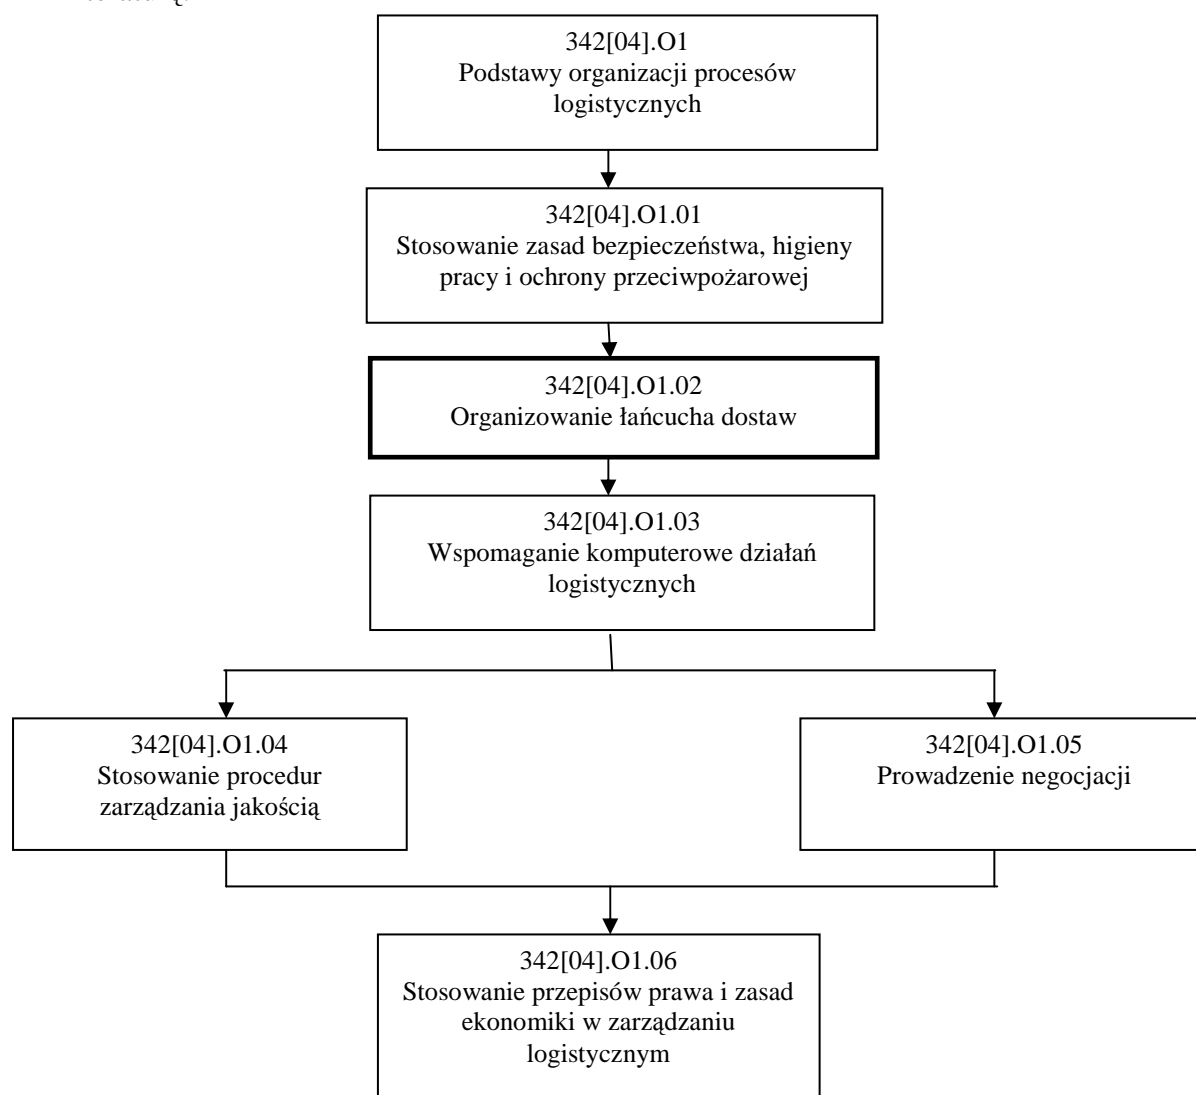 342[04].O1
Podstawy organizacji procesów
logistycznych
342[04].O1.01
Stosowanie zasad bezpieczeństwa, higieny
pracy i ochrony przeciwpożarowej
342[04].O1.02
Organizowanie łańcucha dostaw
342[04].O1.03
Wspomaganie komputerowe działań
logistycznych
342[04].O1.04
Stosowanie procedur
zarządzania jakością
342[04].O1.05
Prowadzenie negocjacji
342[04].O1.06
Stosowanie przepisów prawa i zasad
ekonomiki w zarządzaniu
logistycznym